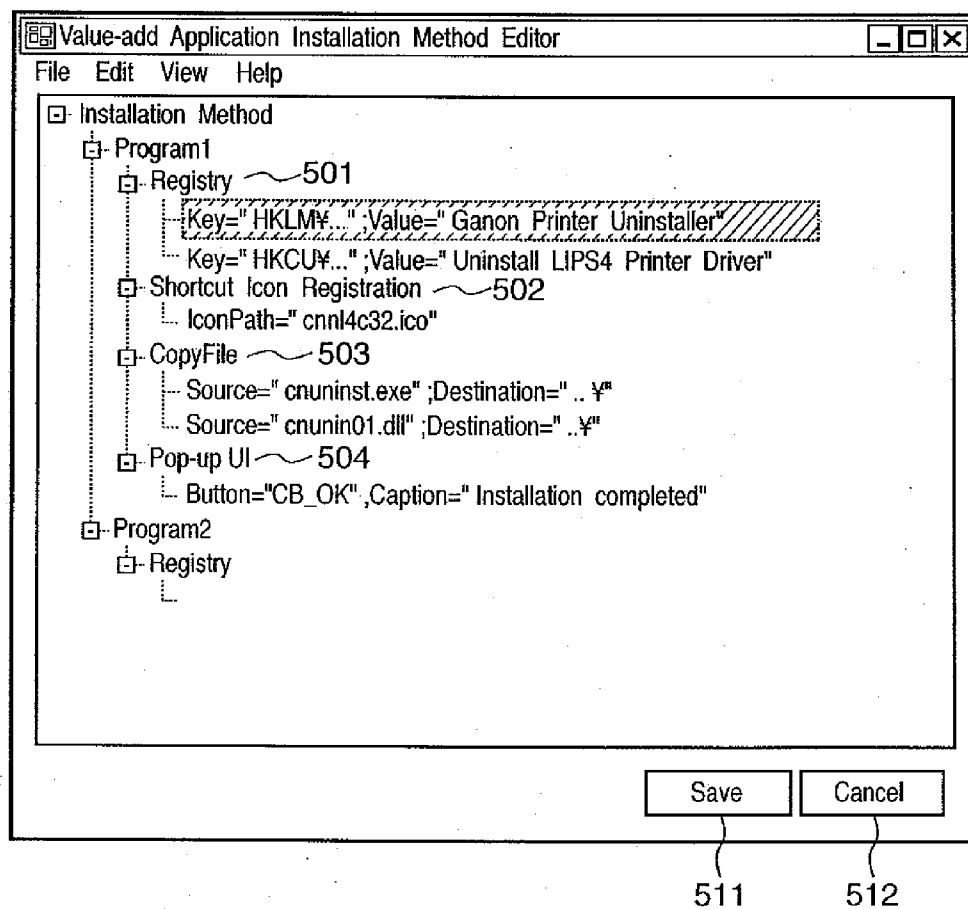 Value-add Application Installation Method Editor
File Edit View Help
Installation Method
Program1
Registry 501
Key=" HKLM¥..." ;Value=" Ganon Printer Uninstaller"
Key=" HKCU¥..." ;Value=" Uninstall LIPS4 Printer Driver"
Shortcut Icon Registration 502
IconPath=" cnnl4c32.ico"
CopyFile 503
Source=" cnuninst.exe" ;Destination=" .. ¥"
Source=" cnunin01.dll" ;Destination=" ..¥"
Pop-up UI 504
Button="CB_OK" ,Caption=" Installation completed"
Program2
Registry
Save Cancel
511 512